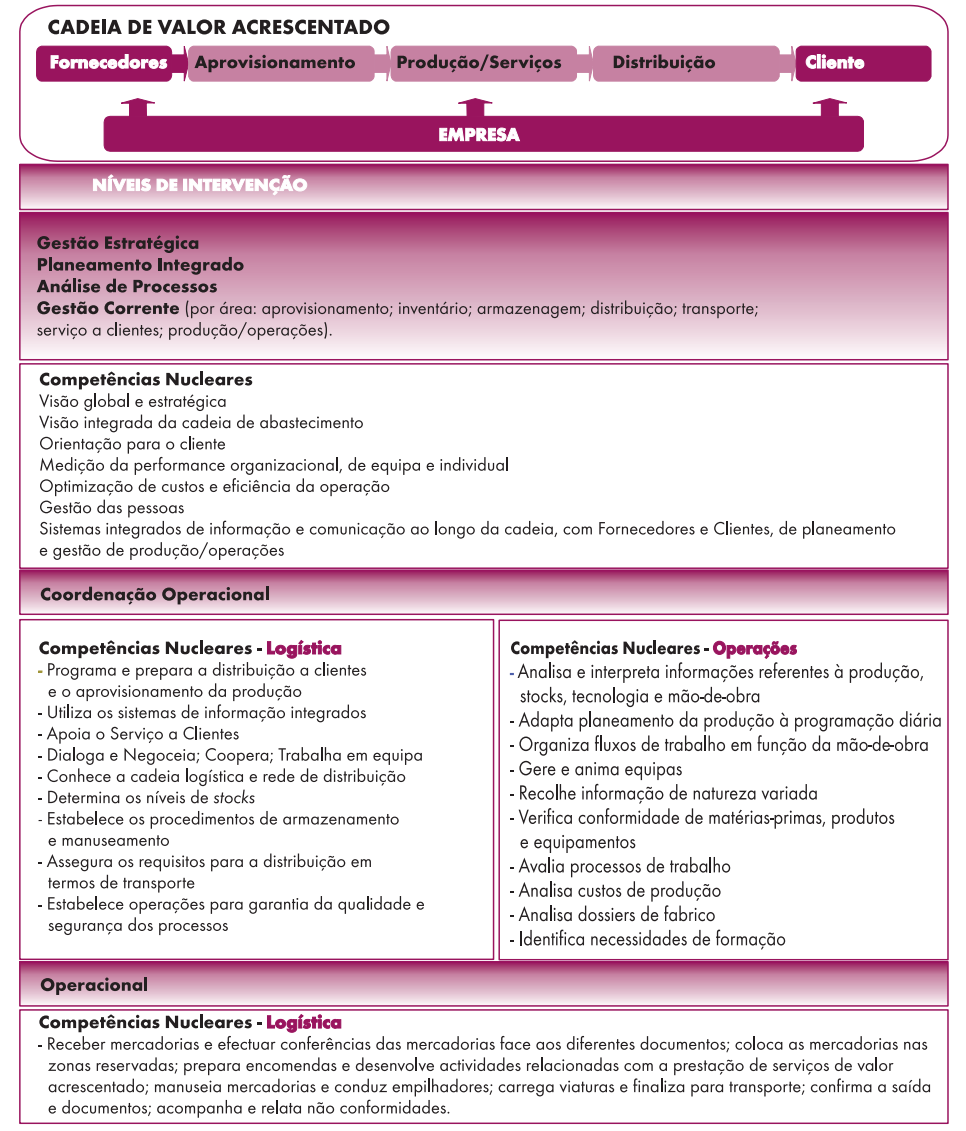 CADEIA DE VALOR ACRESCENTADO
Fornecedores Aprovisionamento Produção/Serviços Distribuição Cliente
EMPRESA
NÍVEIS DE INTERVENÇÃO
Gestão Estratégica
Planeamento Integrado
Análise de Processos
Gestão Corrente (por área: aprovisionamento; inventário; armazenagem; distribuição; transporte;
serviço a clientes; produção/operações).
Competências Nucleares
Visão global e estratégica
Visão integrada da cadeia de abastecimento
Orientação para o cliente
Medição da performance organizacional, de equipa e individual
Optimização de custos e eficiência da operação
Gestão das pessoas
Sistemas integrados de informação e comunicação ao longo da cadeia, com Fornecedores e Clientes, de planeamento
e gestão de produção/operações
Coordenação Operacional
Competências Nucleares - Logística
- Programa e prepara a distribuição a clientes
e o aprovisionamento da produção
- Utiliza os sistemas de informação integrados
- Apoia o Serviço a Clientes
- Dialoga e Negoceia; Coopera; Trabalha em equipa
- Conhece a cadeia logística e rede de distribuição
- Determina os níveis de stocks
- Estabelece os procedimentos de armazenamento
e manuseamento
- Assegura os requisitos para a distribuição em
termos de transporte
- Estabelece operações para garantia da qualidade e
segurança dos processos
Competências Nucleares - Operações
- Analisa e interpreta informações referentes à produção,
stocks, tecnologia e mão-de-obra
- Adapta planeamento da produção à programação diária
- Organiza fluxos de trabalho em função da mão-de-obra
- Gere e anima equipas
- Recolhe informação de natureza variada
- Verifica conformidade de matérias-primas, produtos
e equipamentos
- Avalia processos de trabalho
- Analisa custos de produção
- Analisa dossiers de fabrico
- Identifica necessidades de formação
Operacional
Competências Nucleares - Logística
- Receber mercadorias e efectuar conferências das mercadorias face aos diferentes documentos; coloca as mercadorias nas
zonas reservadas; prepara encomendas e desenvolve actividades relacionadas com a prestação de serviços de valor
acrescentado; manuseia mercadorias e conduz empilhadores; carrega viaturas e finaliza para transporte; confirma a saída
e documentos; acompanha e relata não conformidades.